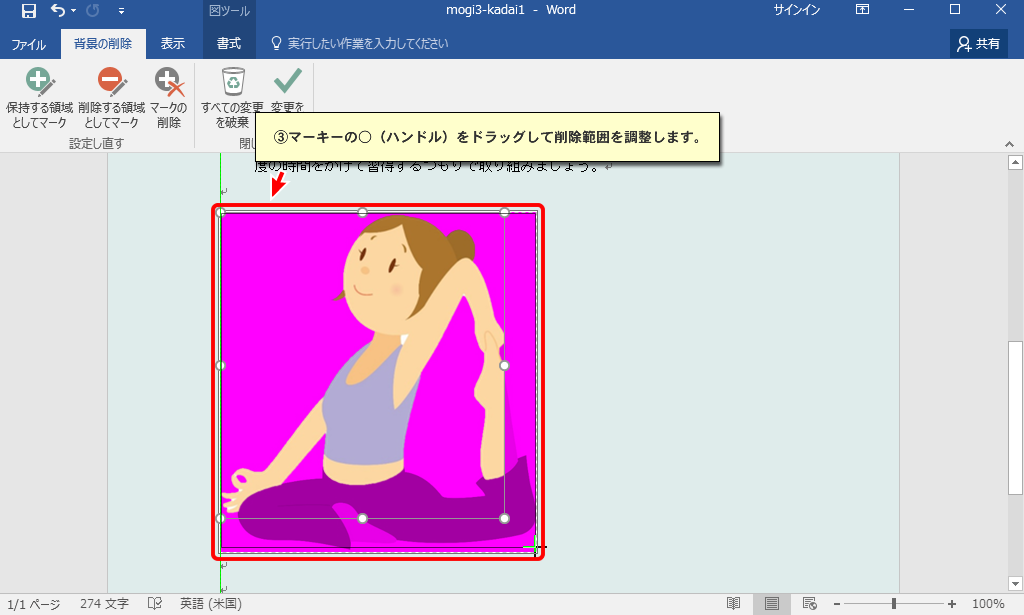 図ツール
mogi3-kadai1 - Word
サインイン
ファイル
背景の削除
表示
書式
実行したい作業を入力してください
共有
保持する領域
としてマーク
削除する領域
としてマーク
マークの
削除
すべての変更
を破棄
変更を
設定し直す
閉じ
③マーキーの○（ハンドル）をドラッグして削除範囲を調整します。
度の時間をかけて習得するつもりで取り組みましょう。
1/1 ページ
274 文字
英語 (米国)
100%